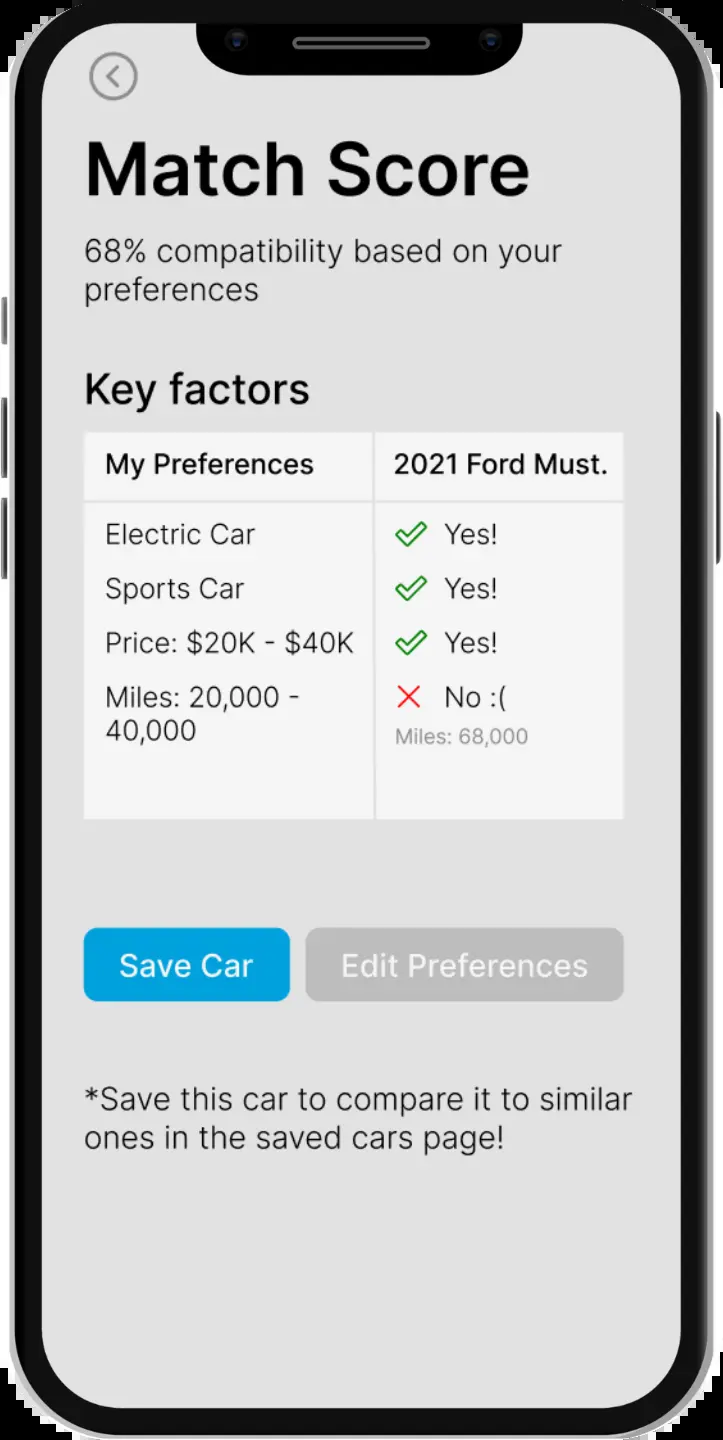 Match Score
68% compatibility based on your
preferences
Key factors
My Preferences
2021 Ford Must.
Electric Car
Yes!
Sports Car
Yes!
Price: $20K - $40K
Yes!
Miles: 20,000 -
40,000
No :(
Miles: 68,000
Save Car
Edit Preferences
*Save this car to compare it to similar
ones in the saved cars page!